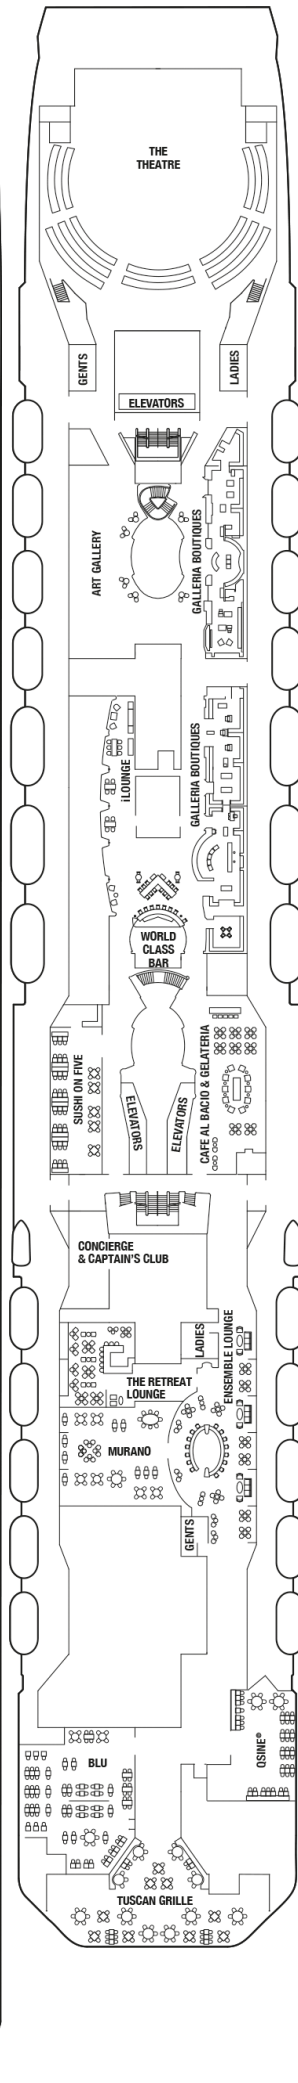 THE
THEATRE
GENTS
LADIES
ELEVATORS
ART GALLERY
GALLERIA BOUTIQUES
iLOUNGE
GALLERIA BOUTIQUES
WORLD
CLASS
BAR
SUSHI ON FIVE
ELEVATORS
ELEVATORS
CAFE AL BACIO & GELATERIA
CONCIERGE
& CAPTAIN'S CLUB
LADIES
ENSEMBLE LOUNGE
THE RETREAT
LOUNGE
MURANO
GENTS
BLU
QSINE®
TUSCAN GRILLE